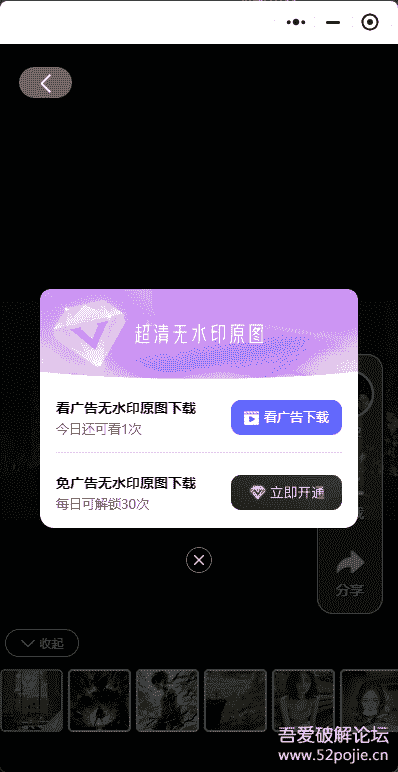 超清无水印原图
看广告无水印原图下载
今日还可看1次
看广告下载
免广告无水印原图下载
每日可解锁30次
立即开通
分享
收起
吾爱破解论坛
www.52pojie.cn